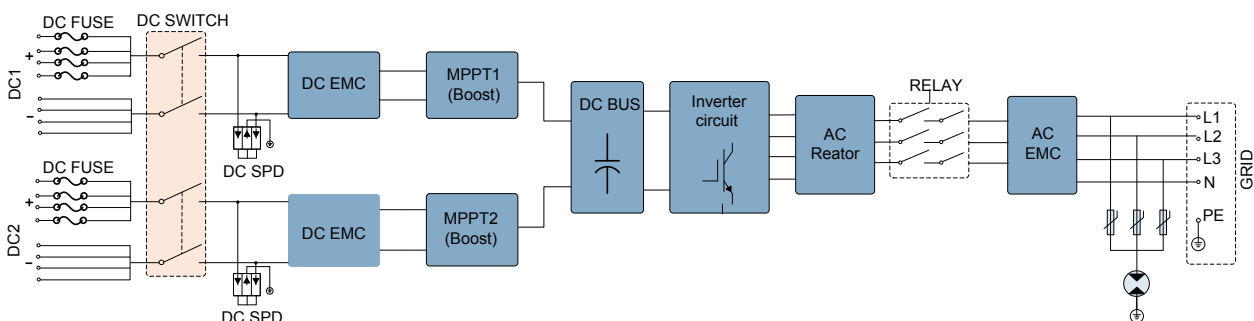 DC FUSE
DC SWITCH
DC1
+
−
DC SPD
DC EMC
MPPT1
(Boost)
DC BUS
Inverter
circuit
AC
Reator
RELAY
AC
EMC
L1
L2
L3
N
PE
GRID
DC FUSE
DC2
+
−
DC SPD
DC EMC
MPPT2
(Boost)